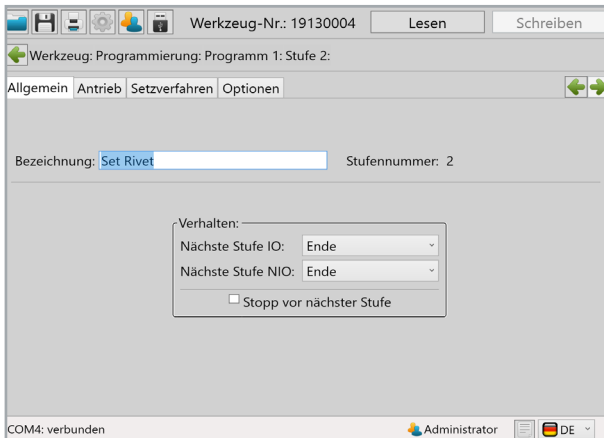 Werkzeug-Nr.: 19130004 Lesen Schreiben
Werkzeug: Programmierung: Programm 1: Stufe 2:
Allgemein Antrieb Setzverfahren Optionen
Bezeichnung: Set Rivet Stufennummer: 2
Verhalten:
Nächste Stufe IO: Ende
Nächste Stufe NIO: Ende
Stopp vor nächster Stufe
COM4: verbunden Administrator DE